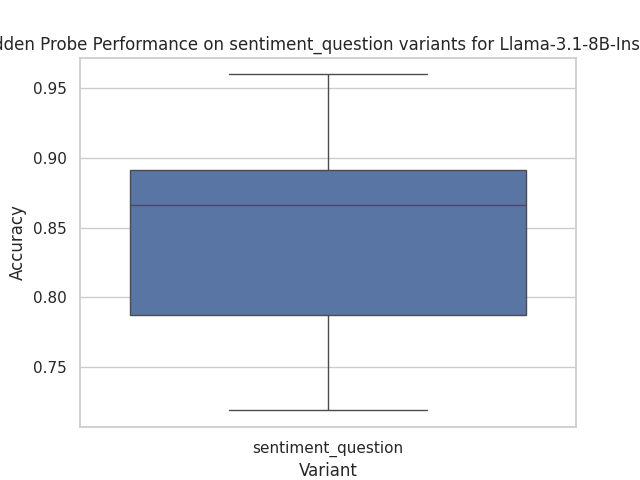 dden Probe Performance on sentiment_question variants for Llama-3.1-8B-Ins
0.95
0.90
0.85
0.80
0.75
Accuracy
sentiment_question
Variant